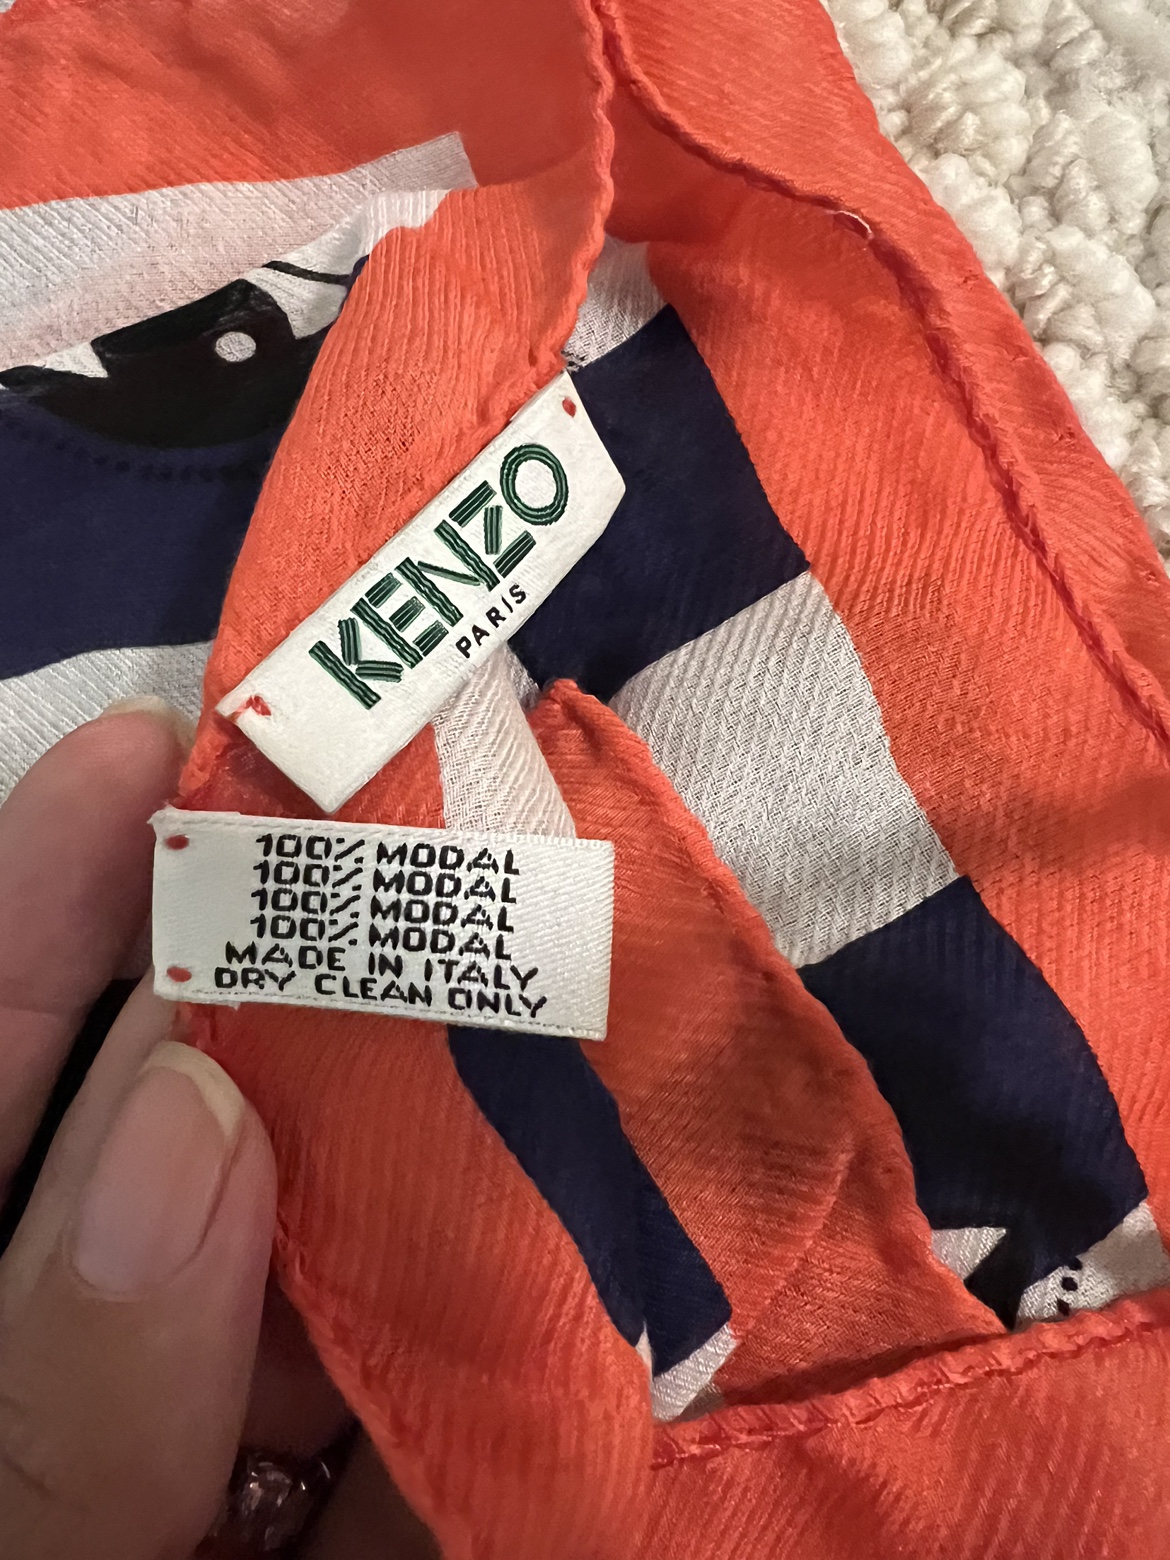 KENZO
PARIS
100% MODAL
100% MODAL
100% MODAL
100% MODAL
MADE IN ITALY
DRY CLEAN ONLY